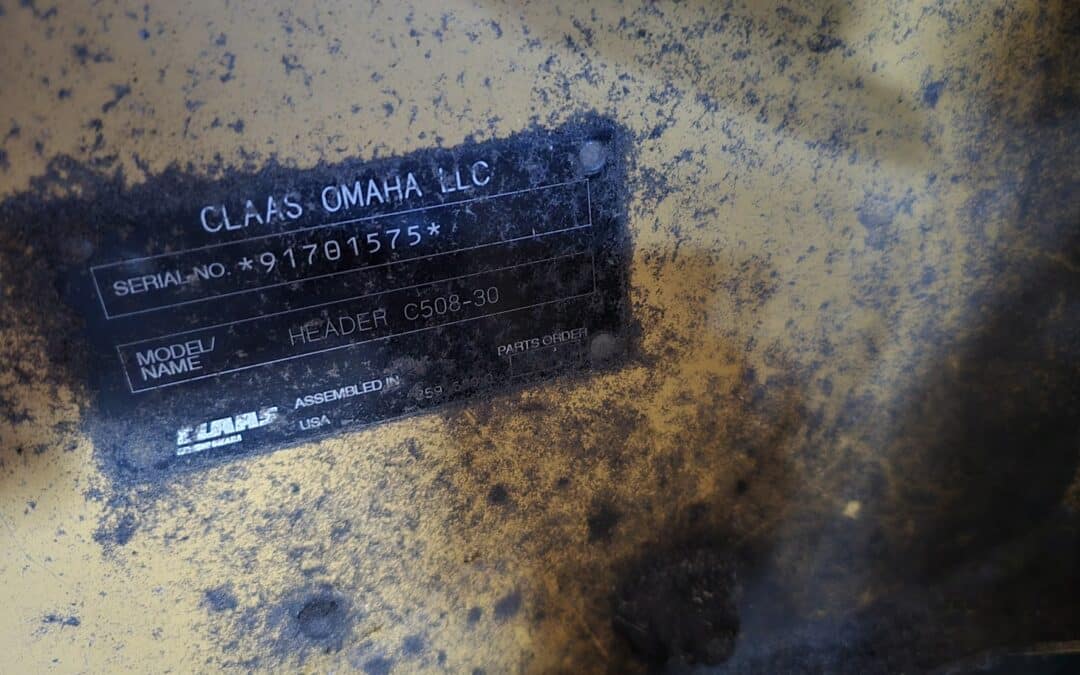 CLAAS OMAHA LLC
SERIAL NO. *91701575*
MODEL/
NAME
HEADER C508-30
PARTS ORDER
ASSEMBLED IN
USA
CLAAS